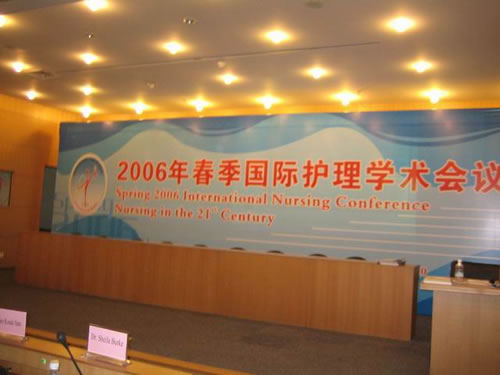 2006年春季国际护理学术会议
Spring 2006 International Nursing Conference
Nursing in the 21st Century
Dr. Sheila Burke